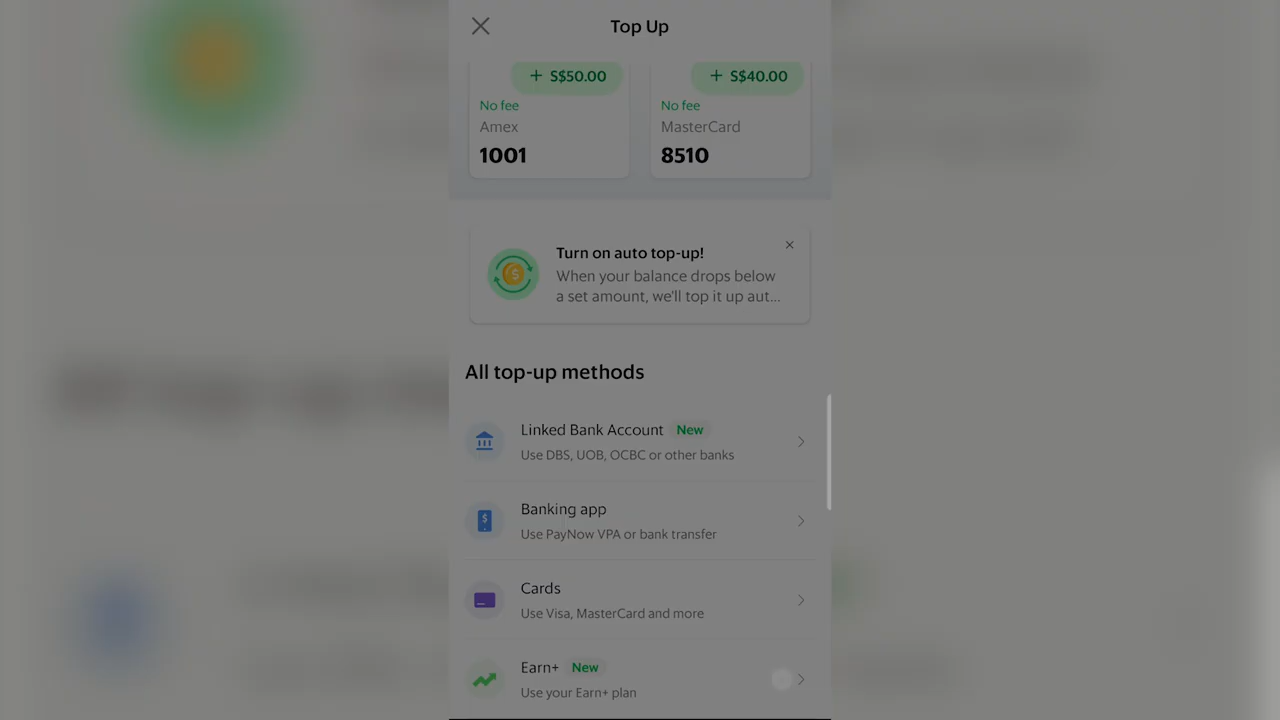 Top Up
+ S$50.00
No fee
Amex
1001
+ S$40.00
No fee
MasterCard
8510
Turn on auto top-up!
When your balance drops below
a set amount, we'll top it up aut...
All top-up methods
Linked Bank Account New
Use DBS, UOB, OCBC or other banks
Banking app
Use PayNow VPA or bank transfer
Cards
Use Visa, MasterCard and more
Earn+ New
Use your Earn+ plan